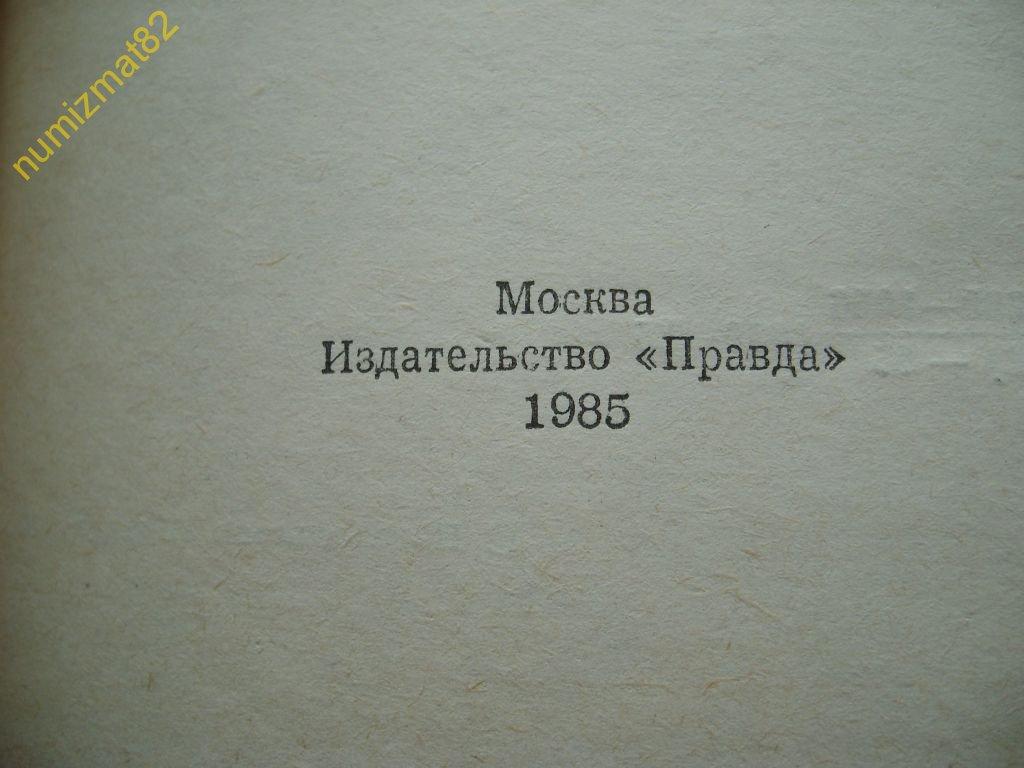 numizmat82
Москва
Издательство «Правда»
1985